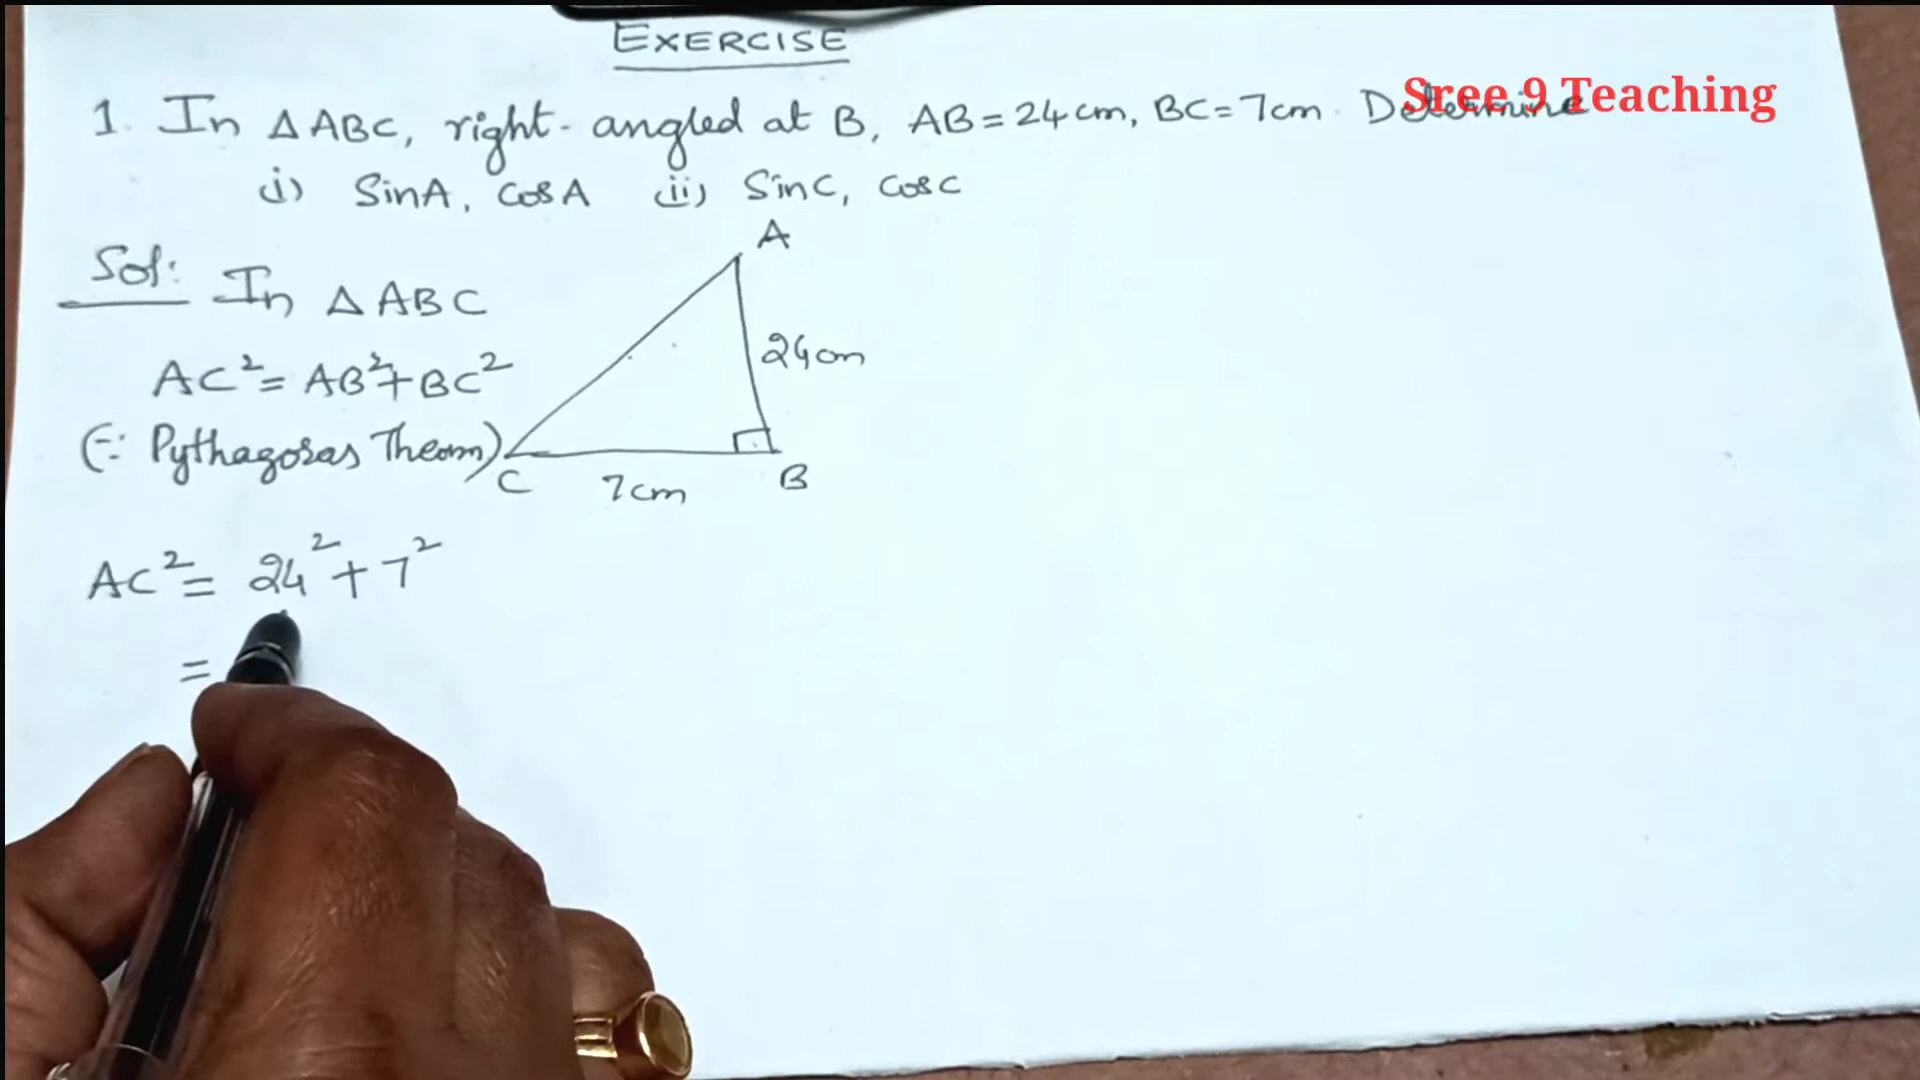 EXERCISE
Sree 9 Teaching
1. In △ ABC, right-angled at B, AB = 24cm, BC = 7cm. Determine
(i) SinA, CosA (ii) SinC, CosC
A
Sol: In △ ABC
24cm
AC² = AB² + BC²
(∵ Pythagoras Theorm)
C 7cm B
AC² = 24² + 7²
=